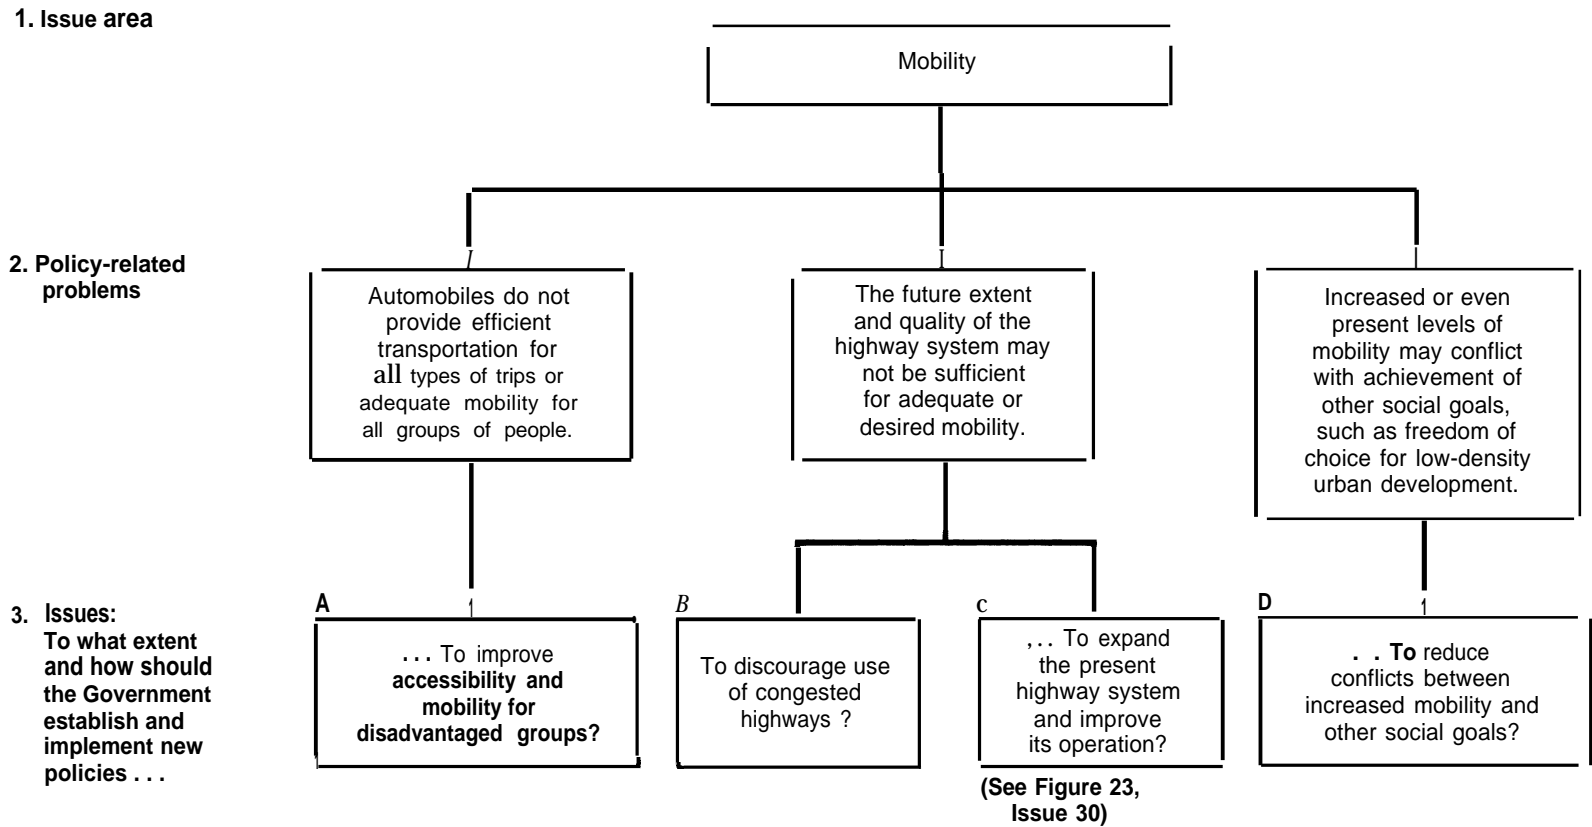 1. Issue area
Mobility
2. Policy-related
problems
Automobiles do not
provide efficient
transportation for
all types of trips or
adequate mobility for
all groups of people.
The future extent
and quality of the
highway system may
not be sufficient
for adequate or
desired mobility.
Increased or even
present levels of
mobility may conflict
with achievement of
other social goals,
such as freedom of
choice for low-density
urban development.
3. Issues:
To what extent
and how should
the Government
establish and
implement new
policies . . .
A
... To improve
accessibility and
mobility for
disadvantaged groups?
B
To discourage use
of congested
highways ?
c
,.. To expand
the present
highway system
and improve
its operation?
(See Figure 23,
Issue 30)
D
. . To reduce
conflicts between
increased mobility and
other social goals?